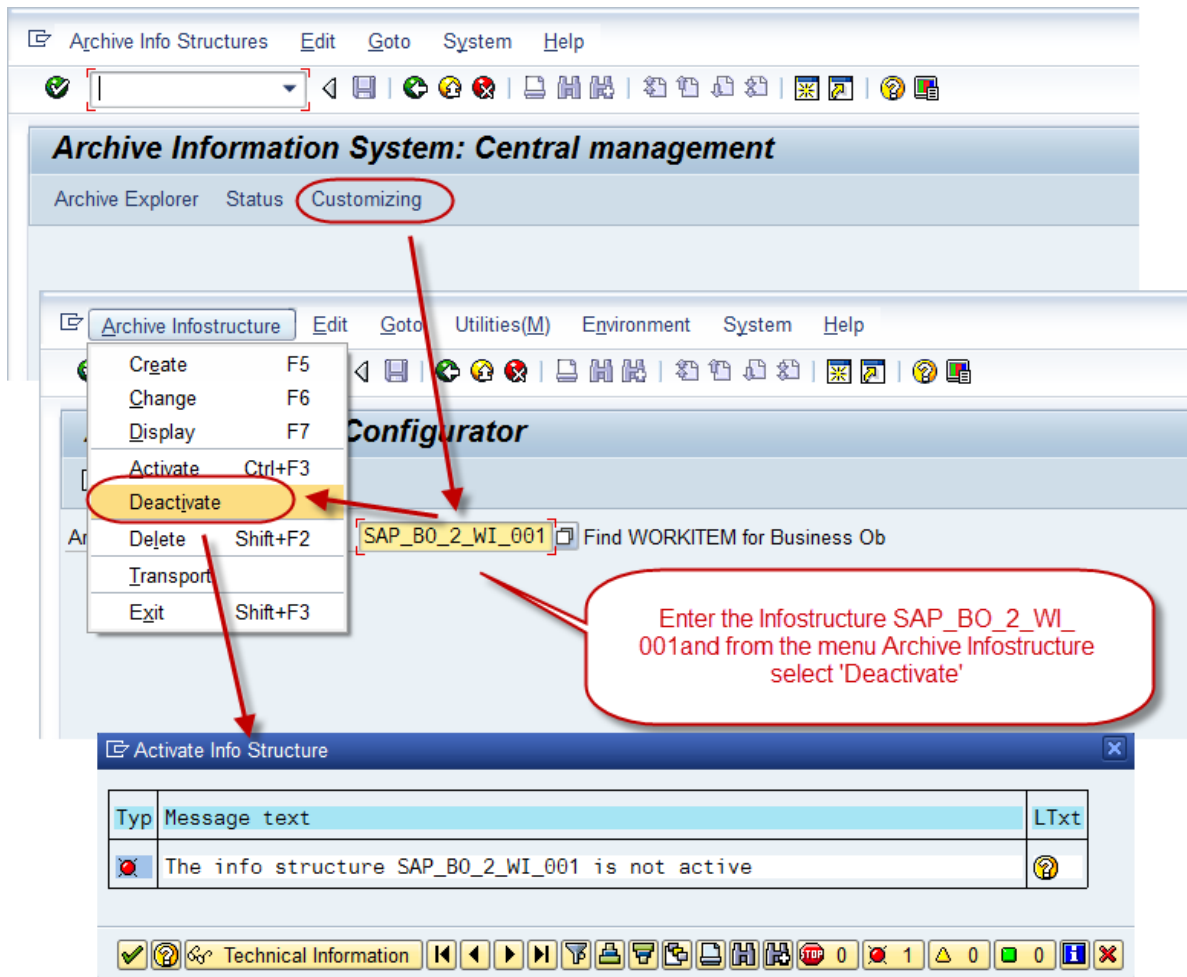 Archive Info Structures Edit Goto System Help
Archive Information System: Central management
Archive Explorer Status Customizing
Archive Infostructure Edit Goto Utilities(M) Environment System Help
Create F5
Change F6
Display F7
Configurator
Activate Ctrl+F3
Deactivate
Ar
SAP_BO_2_WI_001 Find WORKITEM for Business Ob
Delete Shift+F2
Transport
Exit Shift+F3
Enter the Infostructure SAP_BO_2_WI_
001and from the menu Archive Infostructure
select 'Deactivate'
Activate Info Structure
Typ Message text LTxt
The info structure SAP_BO_2_WI_001 is not active
Technical Information STOP 0 1 0 0